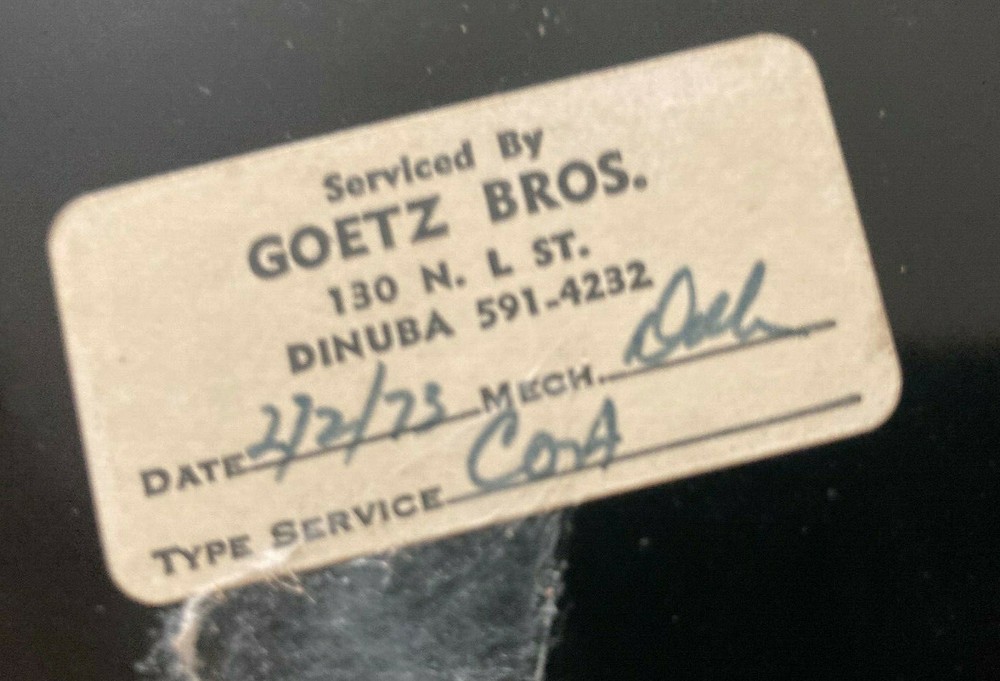 Serviced By
GOETZ BROS.
130 N. L ST.
DINUBA 591-4232
DATE 2/2/73 MECH.
TYPE SERVICE